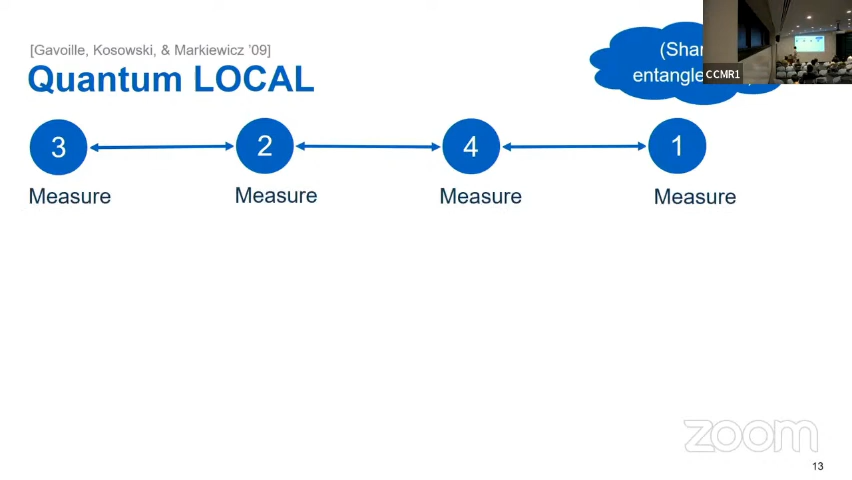 [Gavoille, Kosowski, & Markiewicz '09]
Quantum LOCAL
CCMR1
3
2
4
1
Measure
Measure
Measure
Measure
zoom
13